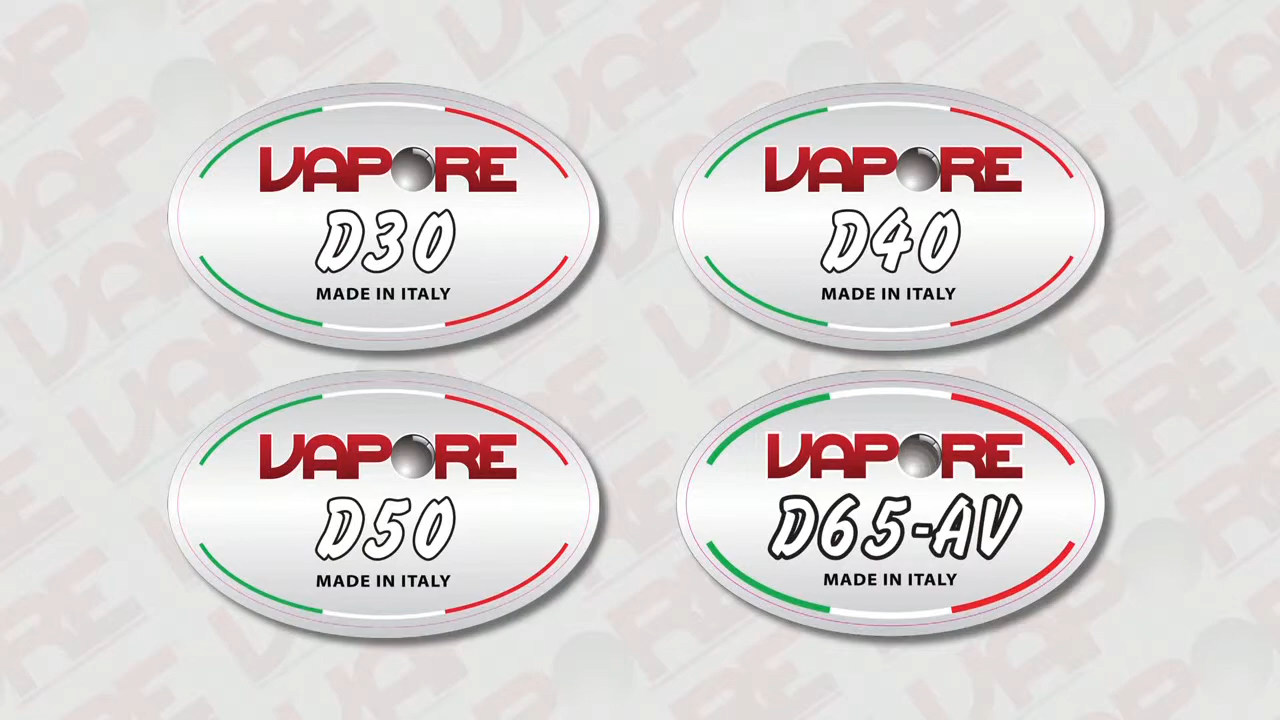 VAPORE
D30
MADE IN ITALY
VAPORE
D40
MADE IN ITALY
VAPORE
D50
MADE IN ITALY
VAPORE
D65-AV
MADE IN ITALY